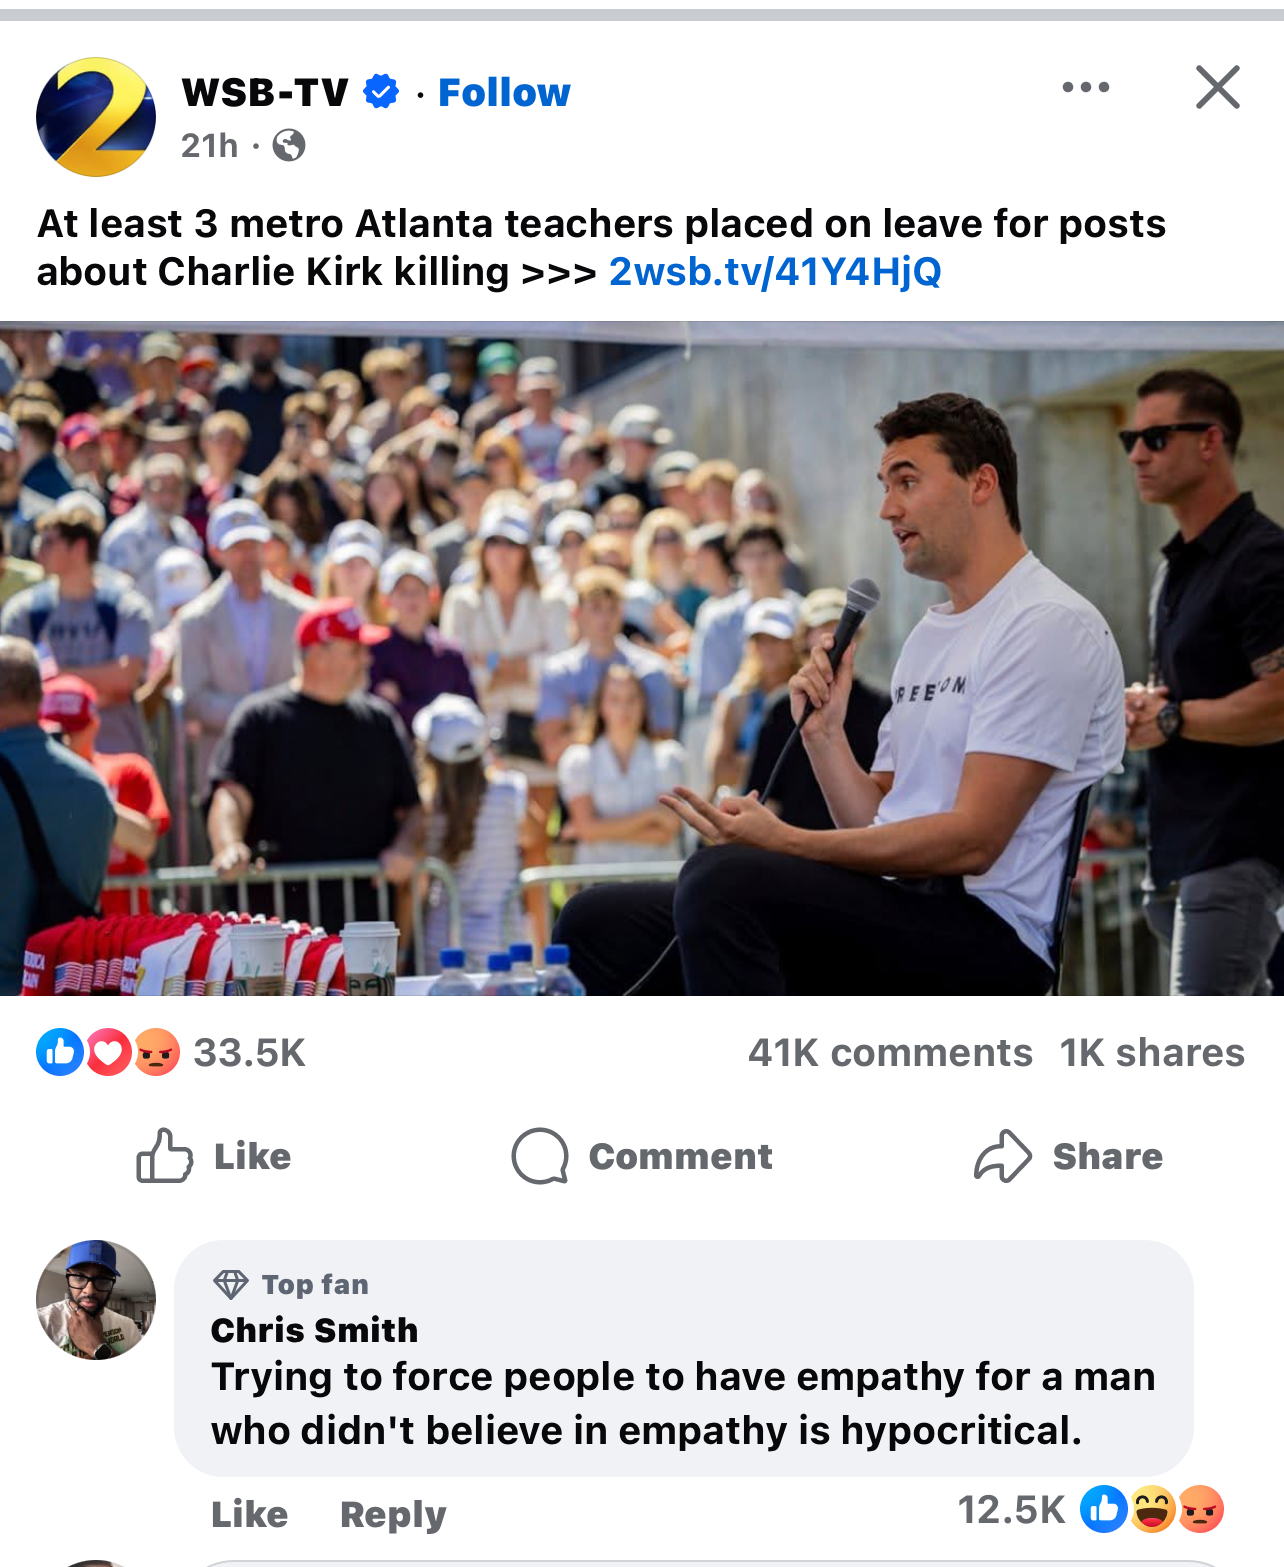 2
WSB-TV · Follow
21h ·
At least 3 metro Atlanta teachers placed on leave for posts
about Charlie Kirk killing >>> 2wsb.tv/41Y4HjQ
REEDOM
33.5K
41K comments 1K shares
Like Comment Share
Top fan
Chris Smith
Trying to force people to have empathy for a man
who didn't believe in empathy is hypocritical.
Like Reply
12.5K